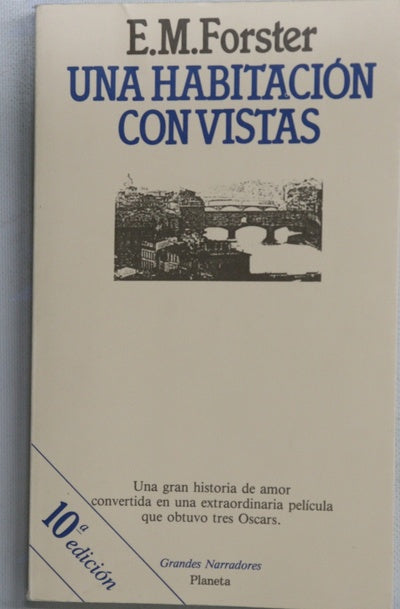 E.M.Forster
UNA HABITACIÓN
CON VISTAS
Una gran historia de amor
convertida en una extraordinaria película
que obtuvo tres Oscars.
10ª
edición
Grandes Narradores
Planeta